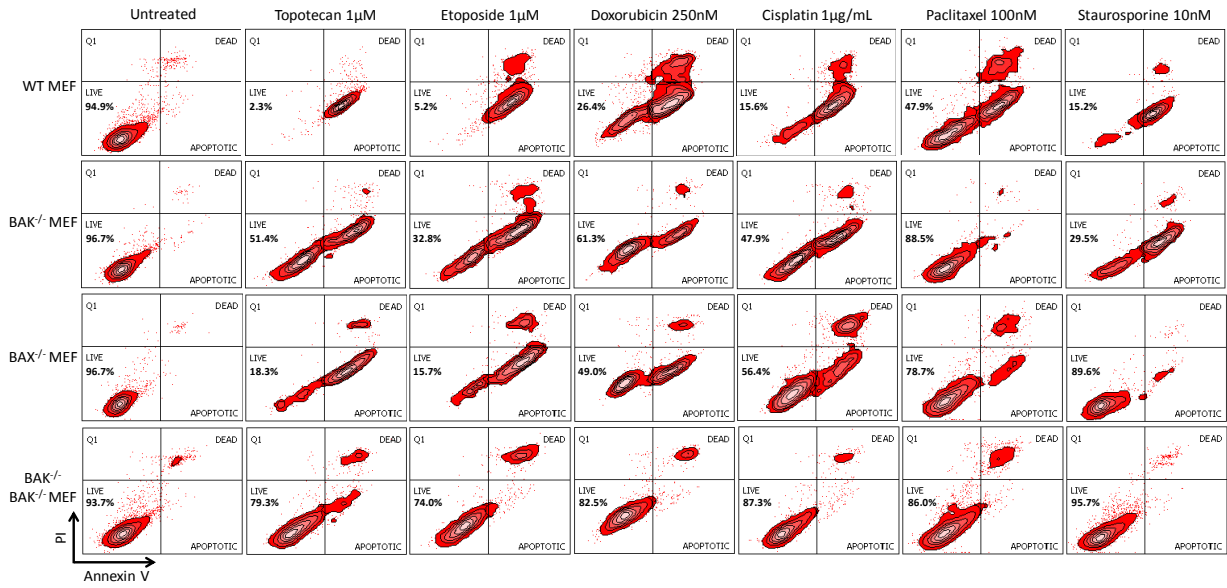 Untreated Topotecan 1μM Etoposide 1μM Doxorubicin 250nM Cisplatin 1μg/mL Paclitaxel 100nM Staurosporine 10nM
Q1 DEAD Q1 DEAD Q1 DEAD Q1 DEAD Q1 DEAD Q1 DEAD Q1 DEAD
WT MEF
LIVE LIVE LIVE LIVE LIVE LIVE LIVE
94.9% 2.3% 5.2% 26.4% 15.6% 47.9% 15.2%
APOPTOTIC APOPTOTIC APOPTOTIC APOPTOTIC APOPTOTIC APOPTOTIC APOPTOTIC
Q1 DEAD Q1 DEAD Q1 DEAD Q1 DEAD Q1 DEAD Q1 DEAD Q1 DEAD
BAK-/- MEF
LIVE LIVE LIVE LIVE LIVE LIVE LIVE
96.7% 51.4% 32.8% 61.3% 47.9% 88.5% 29.5%
APOPTOTIC APOPTOTIC APOPTOTIC APOPTOTIC APOPTOTIC APOPTOTIC APOPTOTIC
Q1 DEAD Q1 DEAD Q1 DEAD Q1 DEAD Q1 DEAD Q1 DEAD Q1 DEAD
BAX-/- MEF
LIVE LIVE LIVE LIVE LIVE LIVE LIVE
96.7% 18.3% 15.7% 49.0% 56.4% 78.7% 89.6%
APOPTOTIC APOPTOTIC APOPTOTIC APOPTOTIC APOPTOTIC APOPTOTIC APOPTOTIC
Q1 DEAD Q1 DEAD Q1 DEAD Q1 DEAD Q1 DEAD Q1 DEAD Q1 DEAD
BAK-/-
BAK-/- MEF
LIVE LIVE LIVE LIVE LIVE LIVE LIVE
93.7% 79.3% 74.0% 82.5% 87.3% 86.0% 95.7%
APOPTOTIC APOPTOTIC APOPTOTIC APOPTOTIC APOPTOTIC APOPTOTIC APOPTOTIC
PI
Annexin V